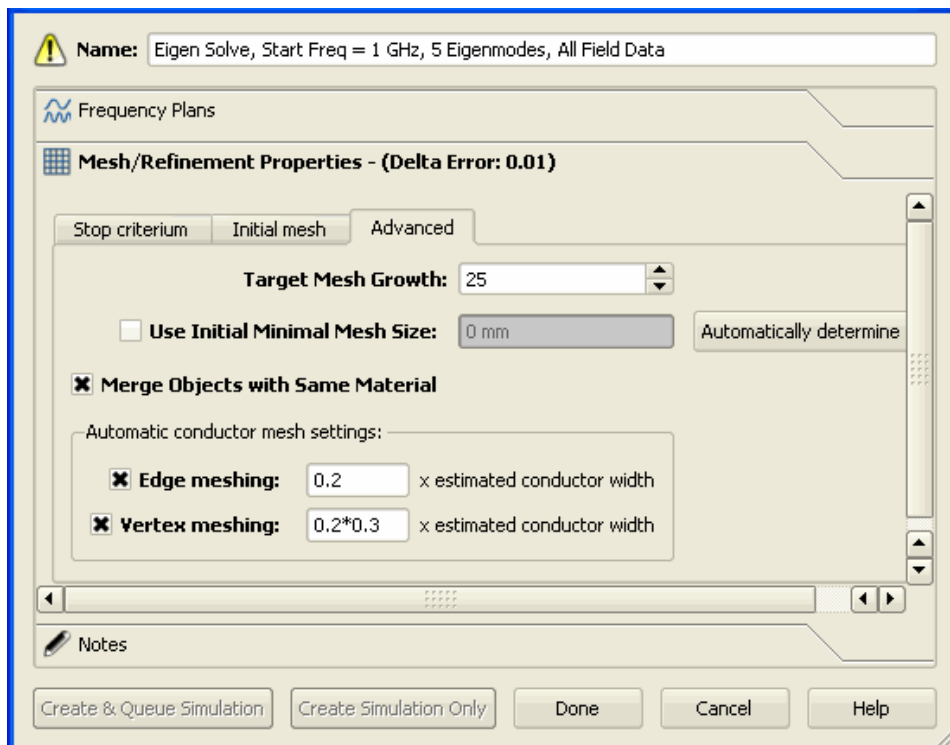 Name: Eigen Solve, Start Freq = 1 GHz, 5 Eigenmodes, All Field Data
Frequency Plans
Mesh/Refinement Properties - (Delta Error: 0.01)
Stop criterium Initial mesh Advanced
Target Mesh Growth: 25
Use Initial Minimal Mesh Size: 0 mm Automatically determine
Merge Objects with Same Material
Automatic conductor mesh settings:
Edge meshing: 0.2 x estimated conductor width
Vertex meshing: 0.2*0.3 x estimated conductor width
Notes
Create & Queue Simulation Create Simulation Only Done Cancel Help